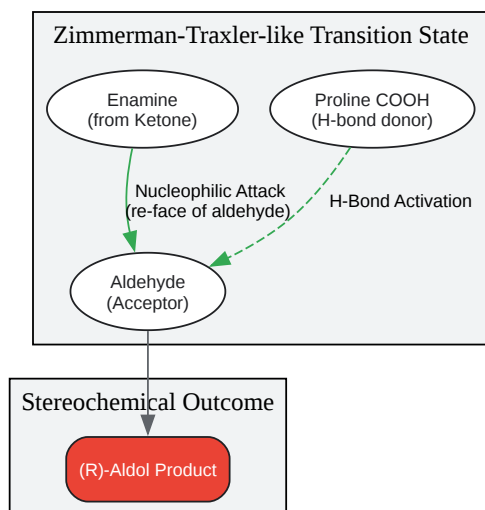 Zimmerman-Traxler-like Transition State
Enamine
(from Ketone)
Proline COOH
(H-bond donor)
Nucleophilic Attack
(re-face of aldehyde)
H-Bond Activation
Aldehyde
(Acceptor)
Stereochemical Outcome
(R)-Aldol Product